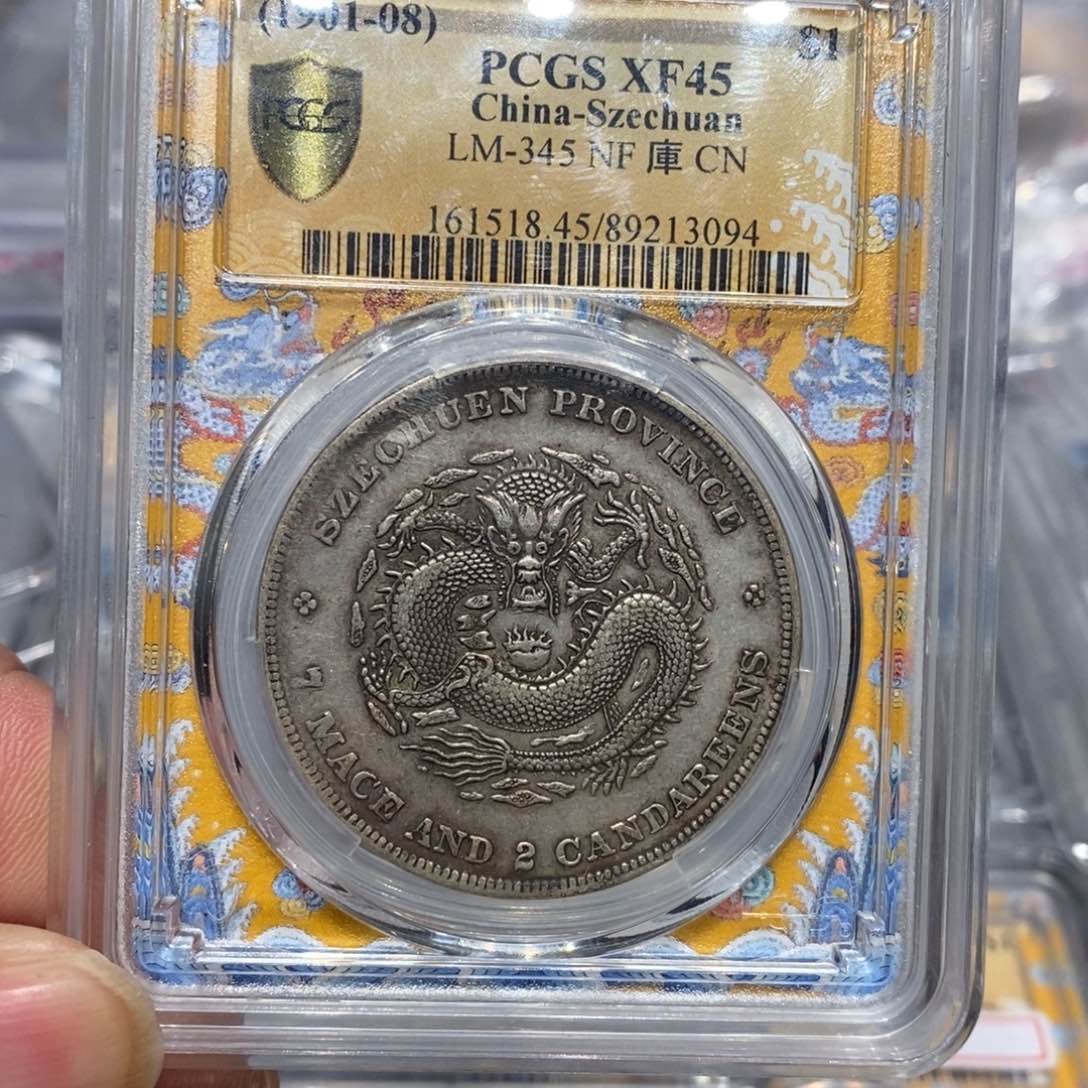 (1901-08) $1
PCGS
PCGS XF45
China-Szechuan
LM-345 NF 庫 CN
161518.45/89213094
SZECHUEN PROVINCE
7 MACE AND 2 CANDAREENS